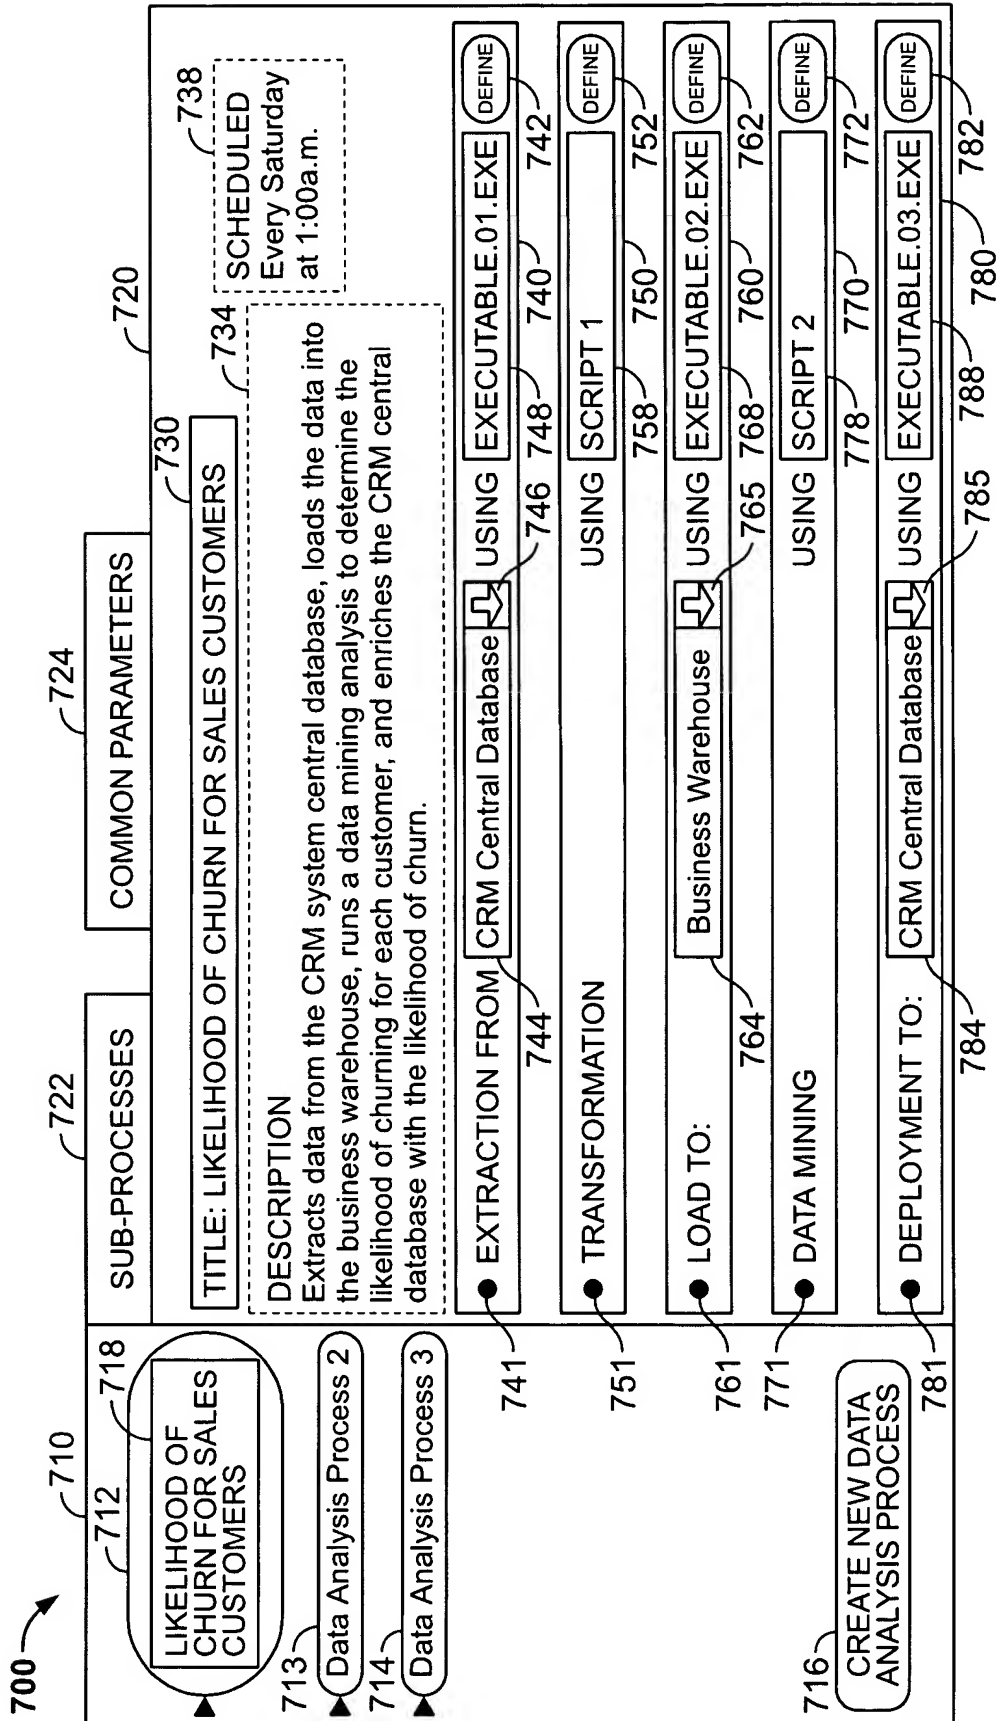 700
710
712
718
LIKELIHOOD OF
CHURN FOR SALES
CUSTOMERS
713
Data Analysis Process 2
714
Data Analysis Process 3
716
CREATE NEW DATA
ANALYSIS PROCESS
722
SUB-PROCESSES
724
COMMON PARAMETERS
720
730
TITLE: LIKELIHOOD OF CHURN FOR SALES CUSTOMERS
734
738
SCHEDULED
Every Saturday
at 1:00a.m.
DESCRIPTION
Extracts data from the CRM system central database, loads the data into
the business warehouse, runs a data mining analysis to determine the
likelihood of churning for each customer, and enriches the CRM central
database with the likelihood of churn.
EXTRACTION FROM CRM Central Database USING EXECUTABLE.01.EXE DEFINE
741 744 746 748 740 742
TRANSFORMATION USING SCRIPT 1 DEFINE
751 758 750 752
LOAD TO: Business Warehouse USING EXECUTABLE.02.EXE DEFINE
761 764 765 768 760 762
DATA MINING USING SCRIPT 2 DEFINE
771 778 770 772
DEPLOYMENT TO: CRM Central Database USING EXECUTABLE.03.EXE DEFINE
781 784 785 788 780 782